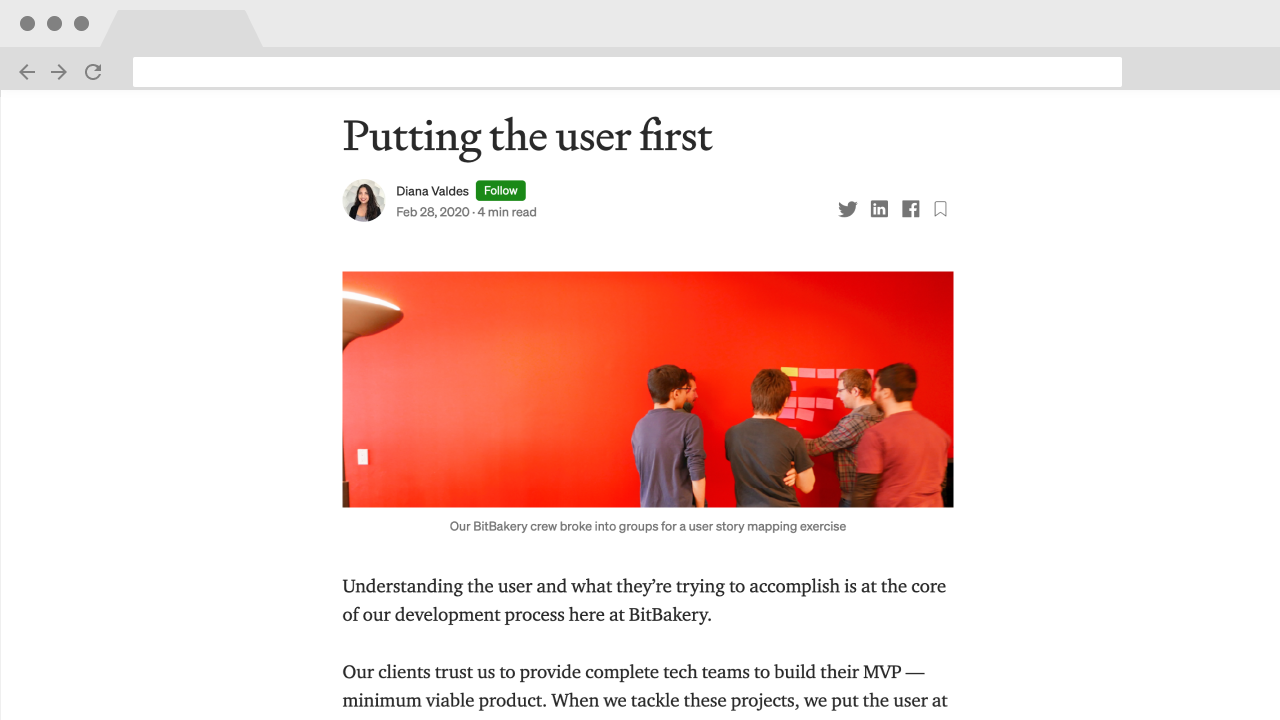 Putting the user first
Diana Valdes Follow
Feb 28, 2020 · 4 min read
Our BitBakery crew broke into groups for a user story mapping exercise
Understanding the user and what they’re trying to accomplish is at the core
of our development process here at BitBakery.
Our clients trust us to provide complete tech teams to build their MVP —
minimum viable product. When we tackle these projects, we put the user at